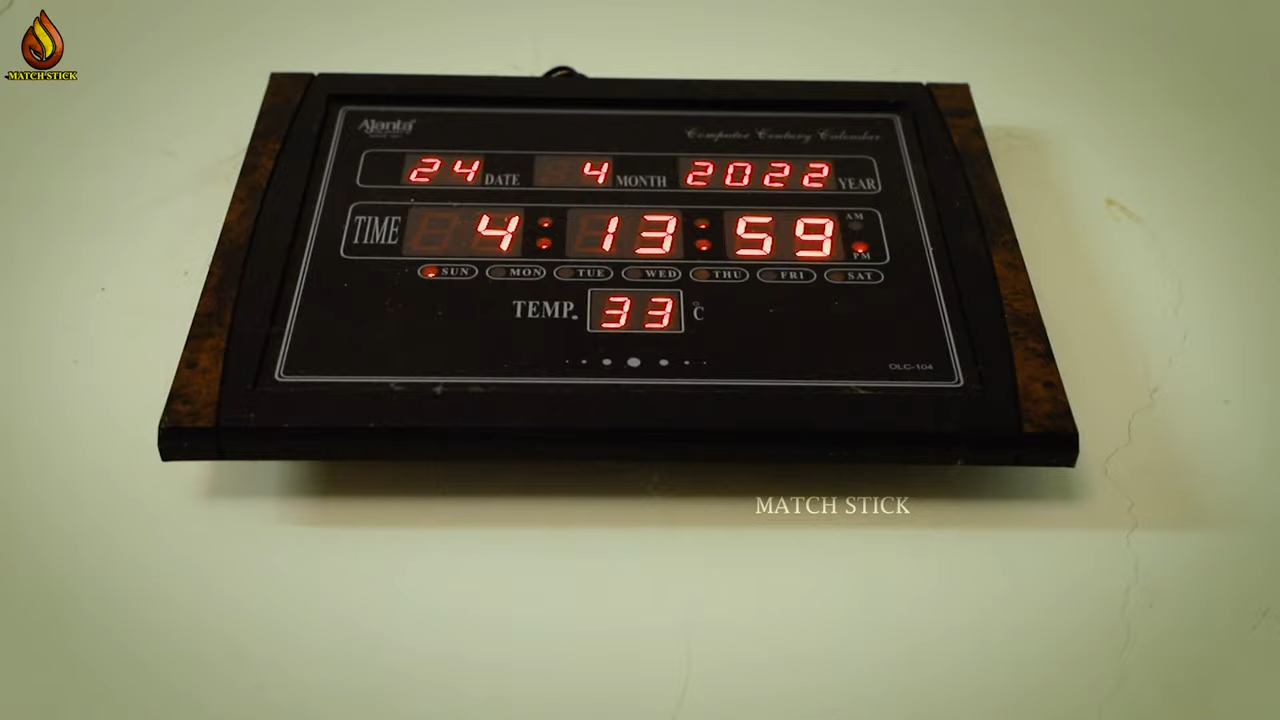 MATCH STICK
Ajanta
Computer Century Calendar
24 DATE 4 MONTH 2022 YEAR
TIME 4:13:59 AM PM
SUN MON TUE WED THU FRI SAT
TEMP. 33 °C
OLC-104
MATCH STICK